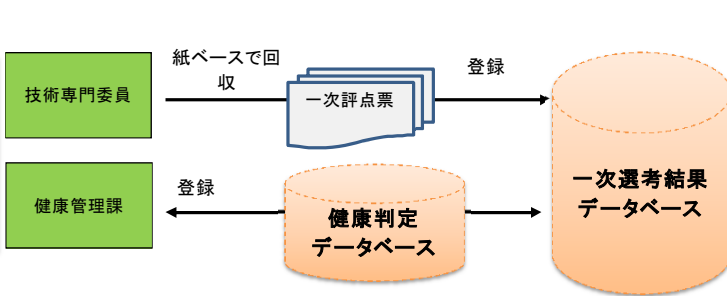 紙ベースで回
収
登録
技術専門委員
一次評点票
一次選考結果
データベース
登録
健康管理課
健康判定
データベース